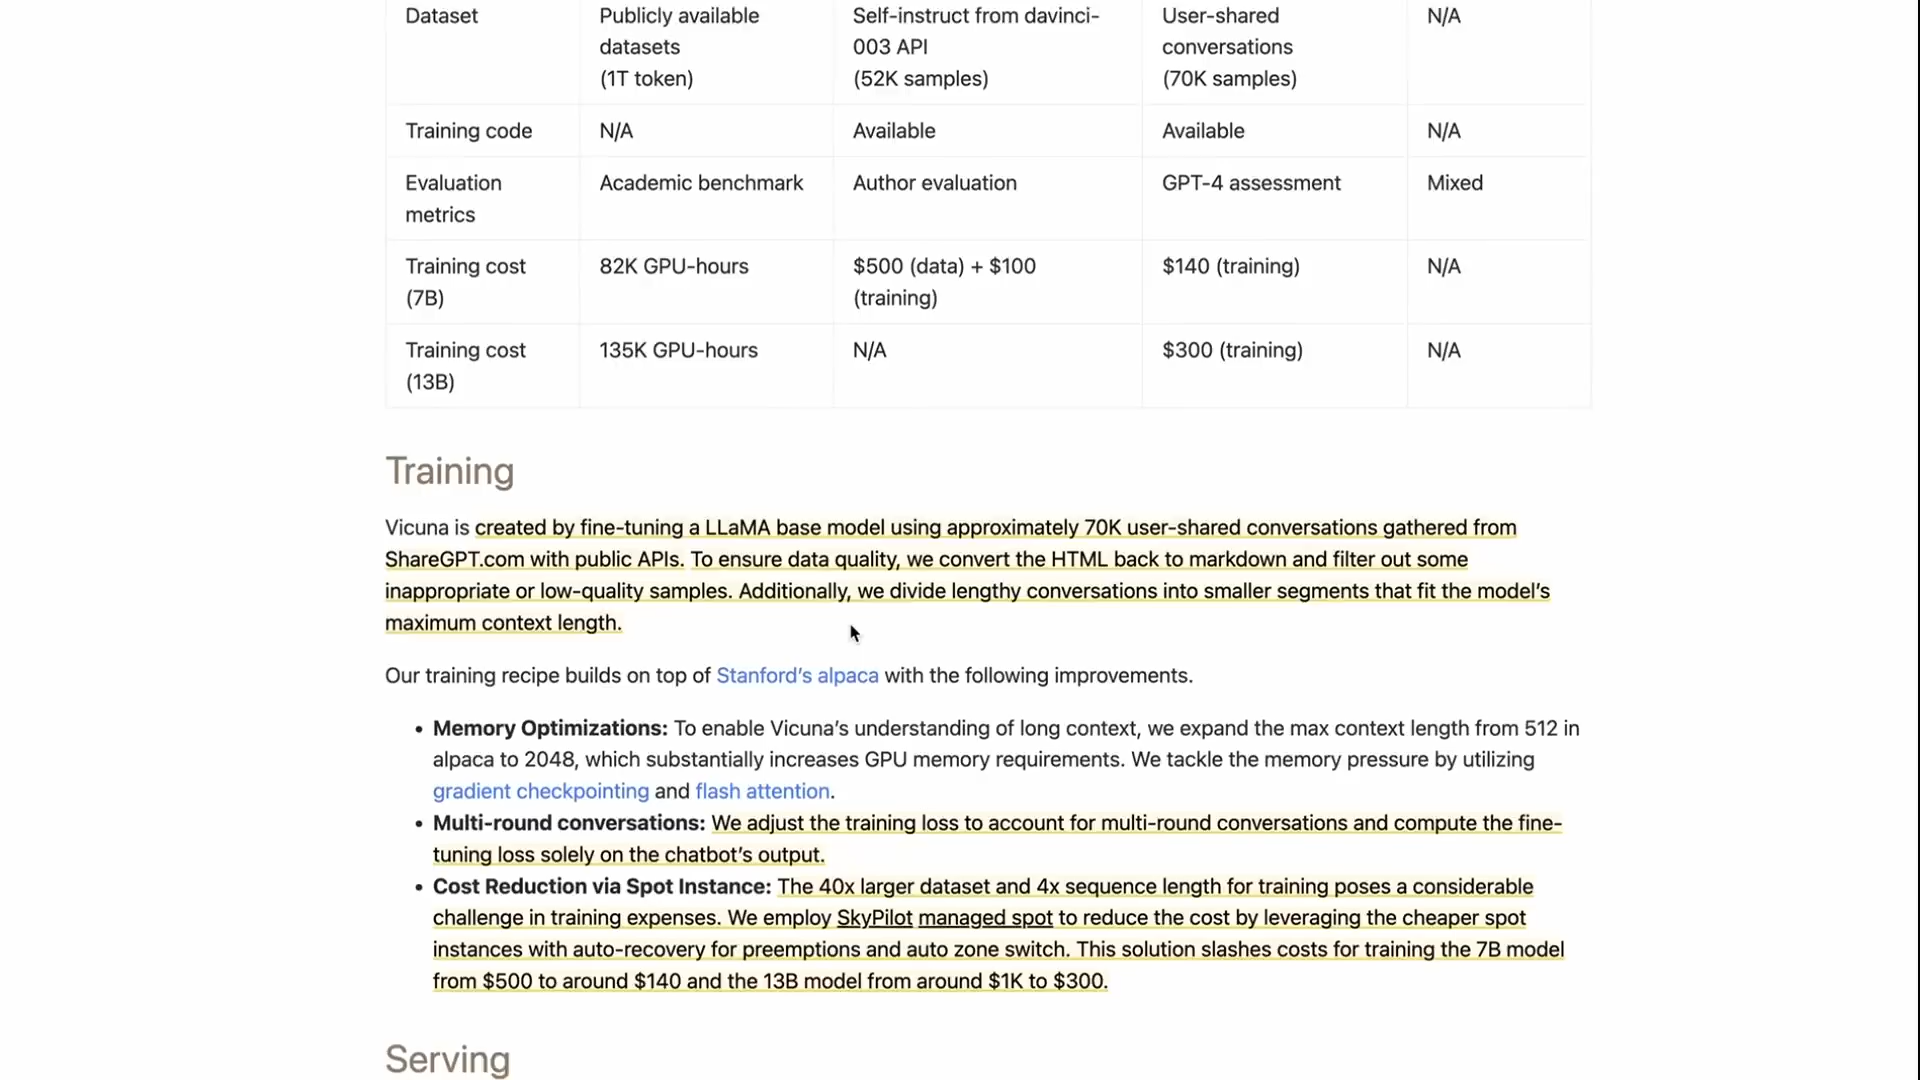 Dataset Publicly available Self-instruct from davinci- User-shared N/A
datasets 003 API conversations
(1T token) (52K samples) (70K samples)
Training code N/A Available Available N/A
Evaluation Academic benchmark Author evaluation GPT-4 assessment Mixed
metrics
Training cost 82K GPU-hours $500 (data) + $100 $140 (training) N/A
(7B) (training)
Training cost 135K GPU-hours N/A $300 (training) N/A
(13B)
Training
Vicuna is created by fine-tuning a LLaMA base model using approximately 70K user-shared conversations gathered from
ShareGPT.com with public APIs. To ensure data quality, we convert the HTML back to markdown and filter out some
inappropriate or low-quality samples. Additionally, we divide lengthy conversations into smaller segments that fit the model's
maximum context length.
Our training recipe builds on top of Stanford's alpaca with the following improvements.
• Memory Optimizations: To enable Vicuna's understanding of long context, we expand the max context length from 512 in
alpaca to 2048, which substantially increases GPU memory requirements. We tackle the memory pressure by utilizing
gradient checkpointing and flash attention.
• Multi-round conversations: We adjust the training loss to account for multi-round conversations and compute the fine-
tuning loss solely on the chatbot's output.
• Cost Reduction via Spot Instance: The 40x larger dataset and 4x sequence length for training poses a considerable
challenge in training expenses. We employ SkyPilot managed spot to reduce the cost by leveraging the cheaper spot
instances with auto-recovery for preemptions and auto zone switch. This solution slashes costs for training the 7B model
from $500 to around $140 and the 13B model from around $1K to $300.
Serving